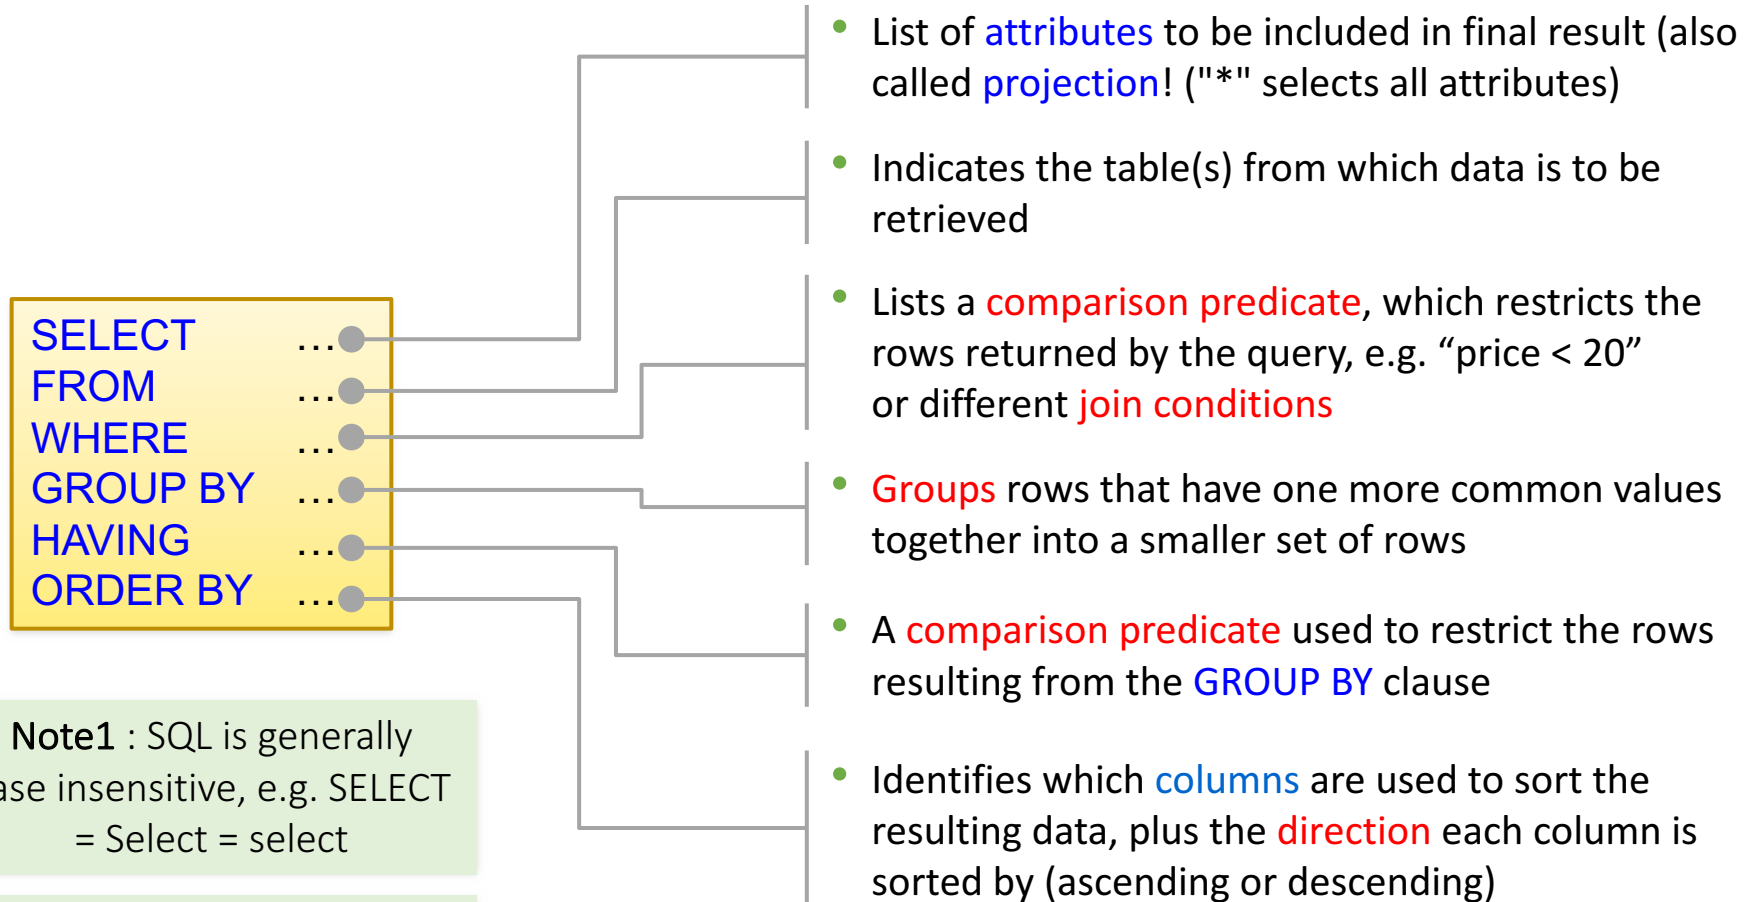 SELECT ...
FROM ...
WHERE ...
GROUP BY ...
HAVING ...
ORDER BY ...
• List of attributes to be included in final result (also
called projection! ("*" selects all attributes)
• Indicates the table(s) from which data is to be
retrieved
• Lists a comparison predicate, which restricts the
rows returned by the query, e.g. “price < 20”
or different join conditions
• Groups rows that have one more common values
together into a smaller set of rows
• A comparison predicate used to restrict the rows
resulting from the GROUP BY clause
• Identifies which columns are used to sort the
resulting data, plus the direction each column is
sorted by (ascending or descending)
Note1 : SQL is generally
ase insensitive, e.g. SELECT
= Select = select